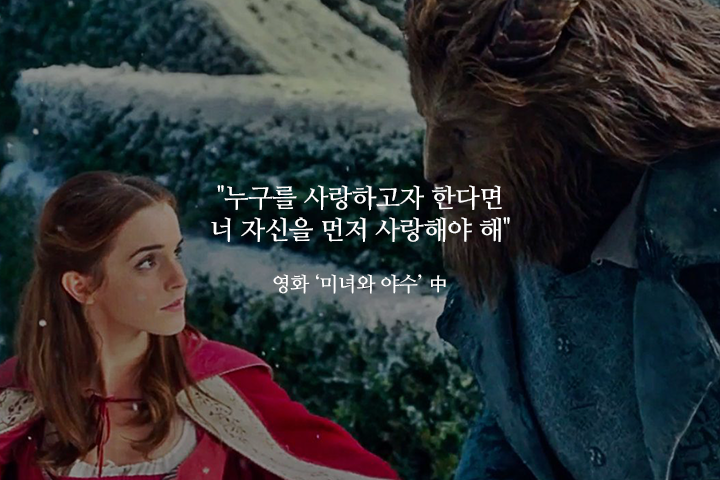 "누구를 사랑하고자 한다면
너 자신을 먼저 사랑해야 해"
영화 ‘미녀와 야수’ 中